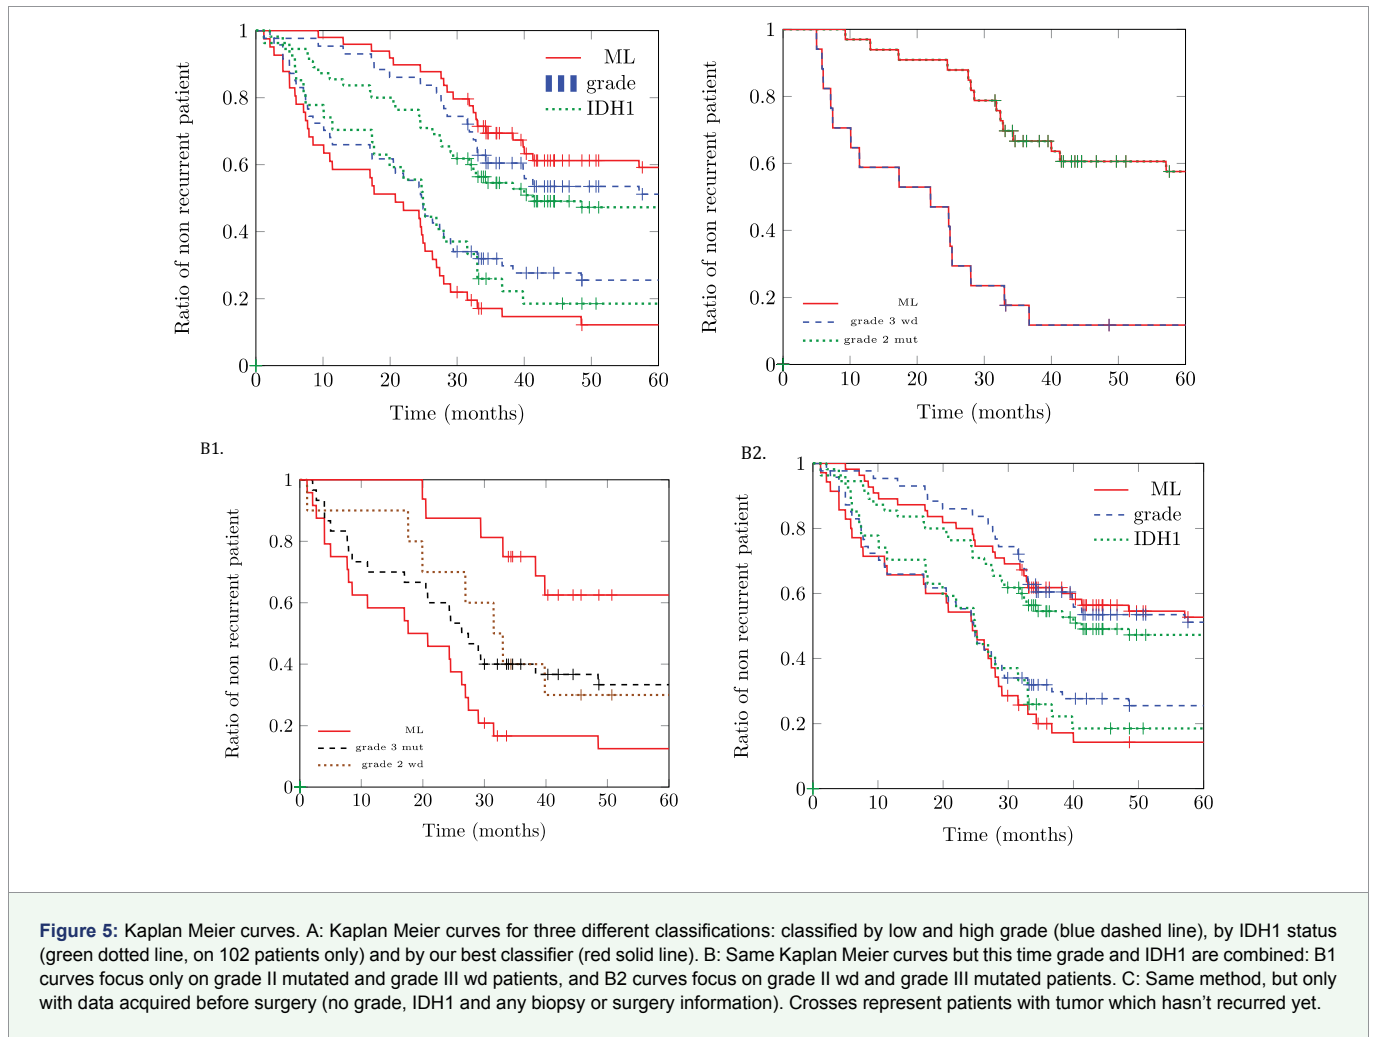 1
0.8
0.6
0.4
0.2
0
0 10 20 30 40 50 60
Time (months)
Ratio of non recurrent patient
ML
grade
IDH1
1
0.8
0.6
0.4
0.2
0
0 10 20 30 40 50 60
Time (months)
Ratio of non recurrent patient
ML
grade 3 wd
grade 2 mut
B1.
1
0.8
0.6
0.4
0.2
0
0 10 20 30 40 50 60
Time (months)
Ratio of non recurrent patient
ML
grade 3 mut
grade 2 wd
B2.
1
0.8
0.6
0.4
0.2
0
0 10 20 30 40 50 60
Time (months)
Ratio of non recurrent patient
ML
grade
IDH1
Figure 5: Kaplan Meier curves. A: Kaplan Meier curves for three different classifications: classified by low and high grade (blue dashed line), by IDH1 status
(green dotted line, on 102 patients only) and by our best classifier (red solid line). B: Same Kaplan Meier curves but this time grade and IDH1 are combined: B1
curves focus only on grade II mutated and grade III wd patients, and B2 curves focus on grade II wd and grade III mutated patients. C: Same method, but only
with data acquired before surgery (no grade, IDH1 and any biopsy or surgery information). Crosses represent patients with tumor which hasn't recurred yet.